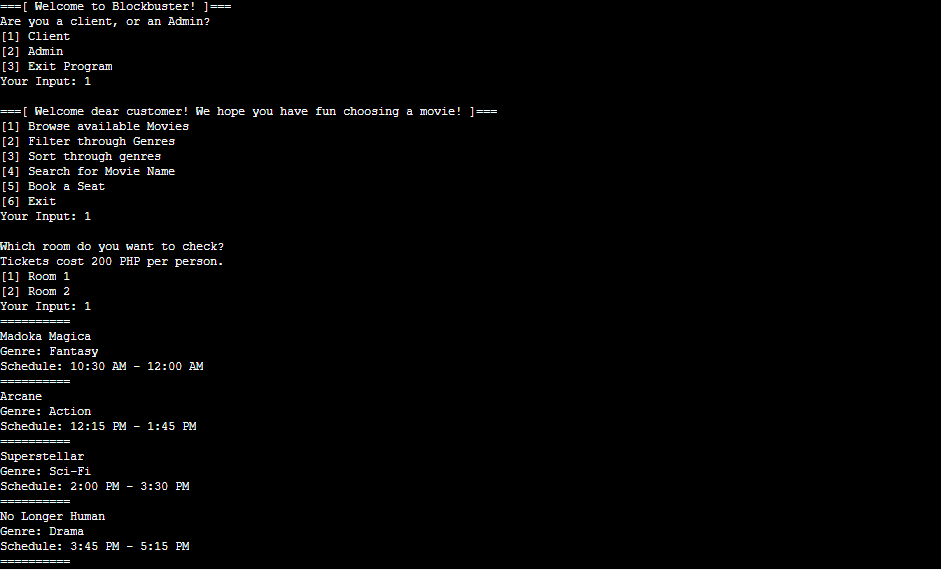 ===[ Welcome to Blockbuster! ]===
Are you a client, or an Admin?
[1] Client
[2] Admin
[3] Exit Program
Your Input: 1
===[ Welcome dear customer! We hope you have fun choosing a movie! ]===
[1] Browse available Movies
[2] Filter through Genres
[3] Sort through genres
[4] Search for Movie Name
[5] Book a Seat
[6] Exit
Your Input: 1
Which room do you want to check?
Tickets cost 200 PHP per person.
[1] Room 1
[2] Room 2
Your Input: 1
==========
Madoka Magica
Genre: Fantasy
Schedule: 10:30 AM - 12:00 AM
==========
Arcane
Genre: Action
Schedule: 12:15 PM - 1:45 PM
==========
Superstellar
Genre: Sci-Fi
Schedule: 2:00 PM - 3:30 PM
==========
No Longer Human
Genre: Drama
Schedule: 3:45 PM - 5:15 PM
==========